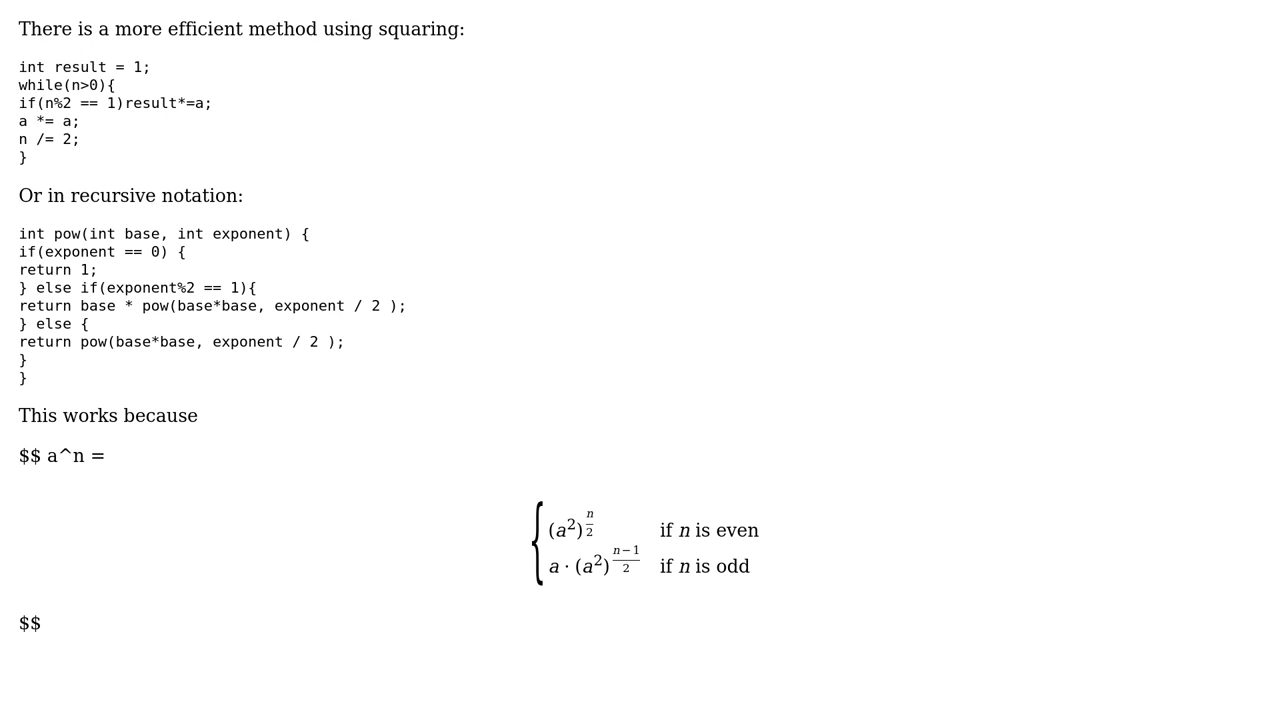 There is a more efficient method using squaring:
int result = 1;
while(n>0){
if(n%2 == 1)result*=a;
a *= a;
n /= 2;
}
Or in recursive notation:
int pow(int base, int exponent) {
if(exponent == 0) {
return 1;
} else if(exponent%2 == 1){
return base * pow(base*base, exponent / 2 );
} else {
return pow(base*base, exponent / 2 );
}
}
This works because
$$ a^n =
{ (a²)^{n/2} if n is even
a · (a²)^{(n−1)/2} if n is odd
$$